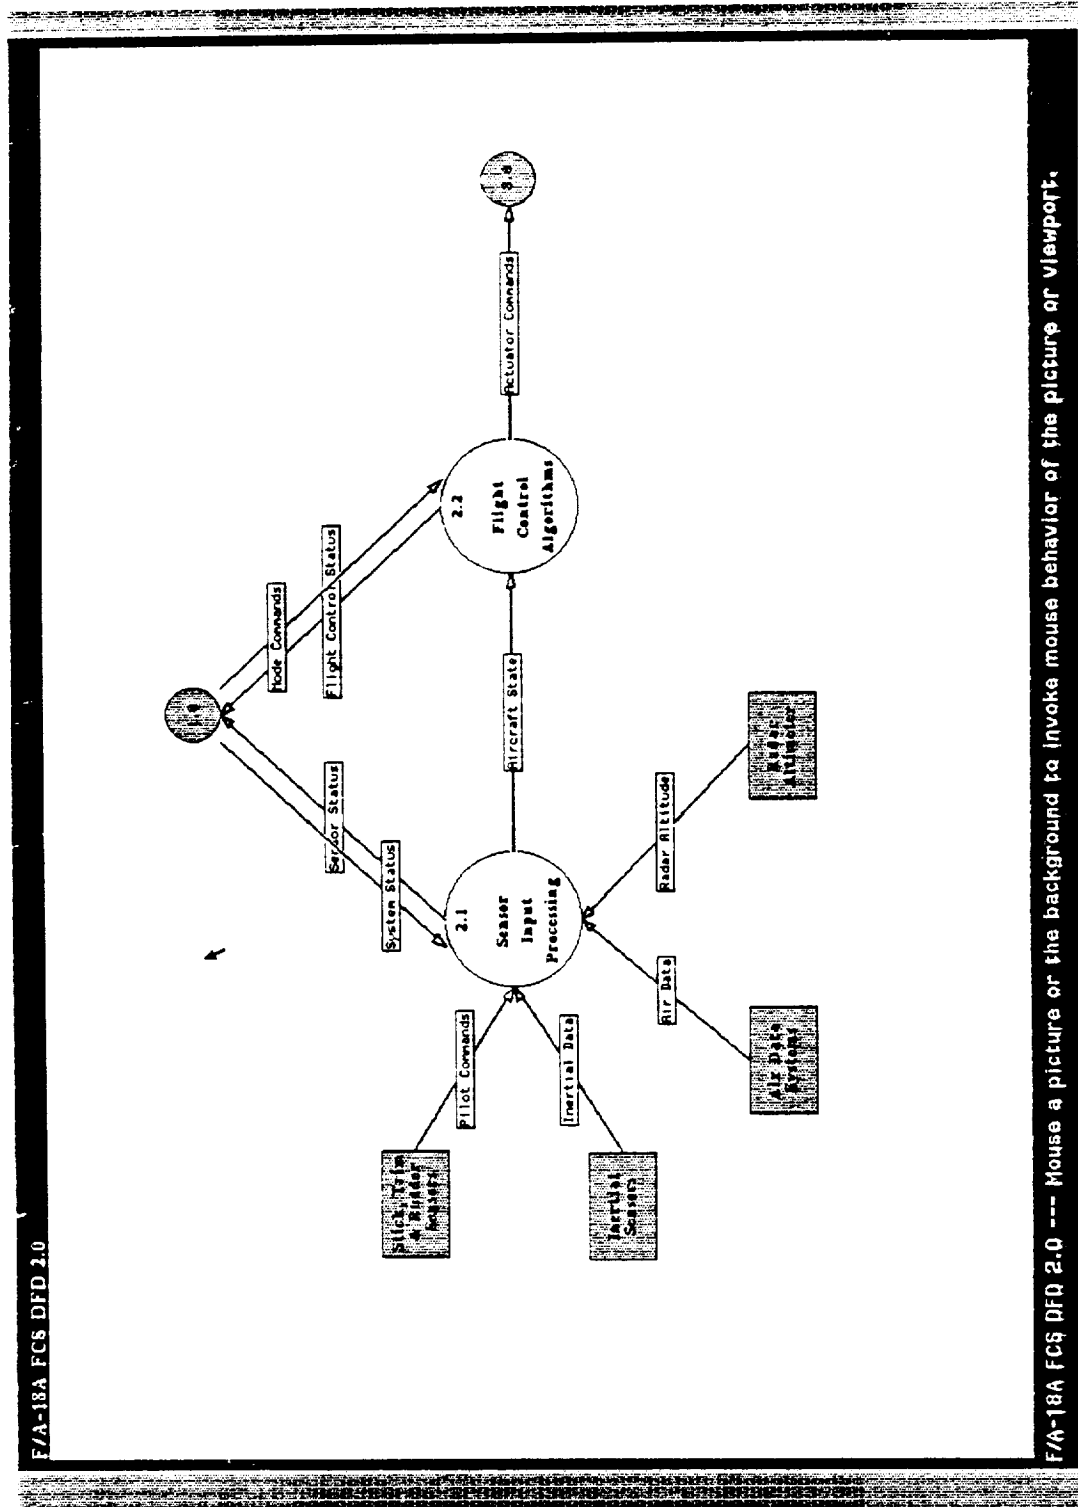 F/A-18A FCS DFD 2.0
Mode Commands
Flight Control Status
Sensor Status
System Status
Stick, Trim
& Rudder
Sensors
Pilot Commands
2.1
Sensor
Input
Processing
Aircraft State
2.2
Flight
Control
Algorithms
Actuator Commands
Inertial
Sensors
Inertial Data
Air Data
Radar Altitude
Air Data
Systems
Radar
Altimeter
F/A-18A FCS DFD 2.0 --- Mouse a picture or the background to invoke mouse behavior of the picture or viewport.